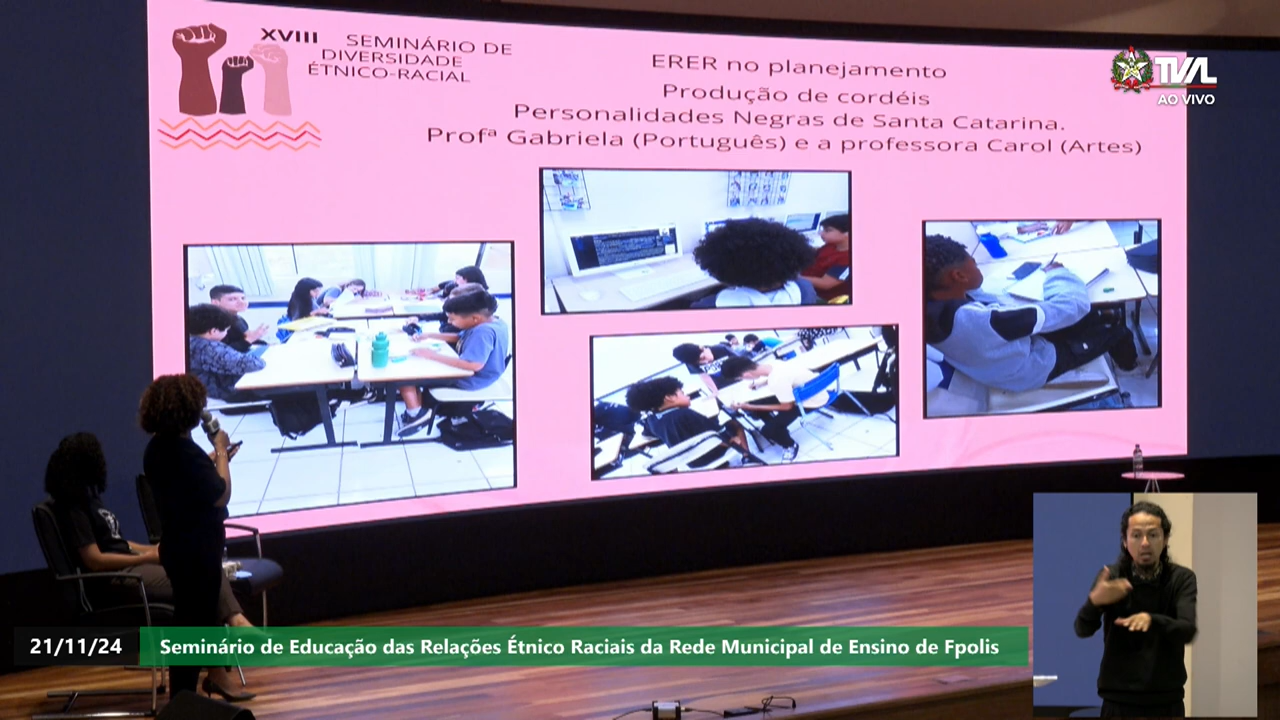 XVIII SEMINÁRIO DE
DIVERSIDADE
ÉTNICO-RACIAL
ERER no planejamento
Produção de cordéis
Personalidades Negras de Santa Catarina.
Profª Gabriela (Português) e a professora Carol (Artes)
TVAL
AO VIVO
21/11/24
Seminário de Educação das Relações Étnico Raciais da Rede Municipal de Ensino de Fpolis